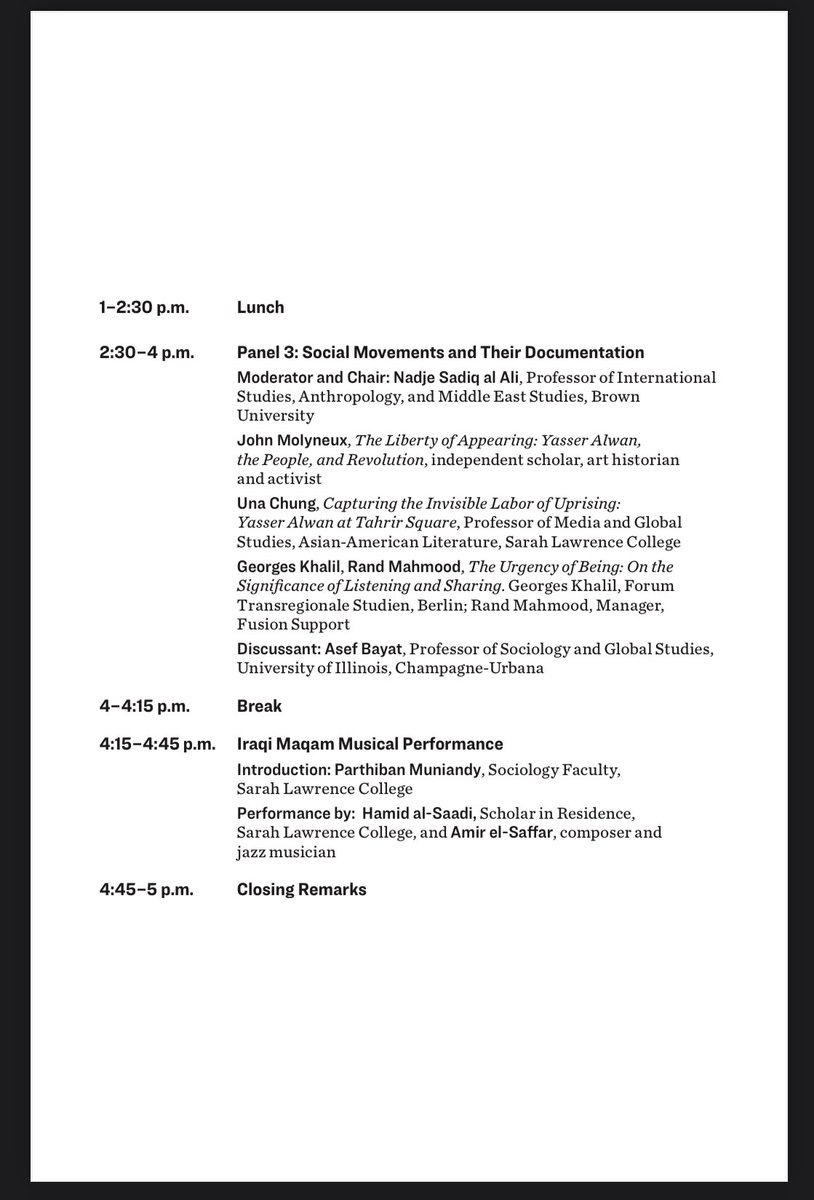 1–2:30 p.m. Lunch
2:30–4 p.m. Panel 3: Social Movements and Their Documentation
Moderator and Chair: Nadje Sadiq al Ali, Professor of International
Studies, Anthropology, and Middle East Studies, Brown
University
John Molyneux, The Liberty of Appearing: Yasser Alwan,
the People, and Revolution, independent scholar, art historian
and activist
Una Chung, Capturing the Invisible Labor of Uprising:
Yasser Alwan at Tahrir Square, Professor of Media and Global
Studies, Asian-American Literature, Sarah Lawrence College
Georges Khalil, Rand Mahmood, The Urgency of Being: On the
Significance of Listening and Sharing. Georges Khalil, Forum
Transregionale Studien, Berlin; Rand Mahmood, Manager,
Fusion Support
Discussant: Asef Bayat, Professor of Sociology and Global Studies,
University of Illinois, Champagne-Urbana
4–4:15 p.m. Break
4:15–4:45 p.m. Iraqi Maqam Musical Performance
Introduction: Parthiban Muniandy, Sociology Faculty,
Sarah Lawrence College
Performance by: Hamid al-Saadi, Scholar in Residence,
Sarah Lawrence College, and Amir el-Saffar, composer and
jazz musician
4:45–5 p.m. Closing Remarks